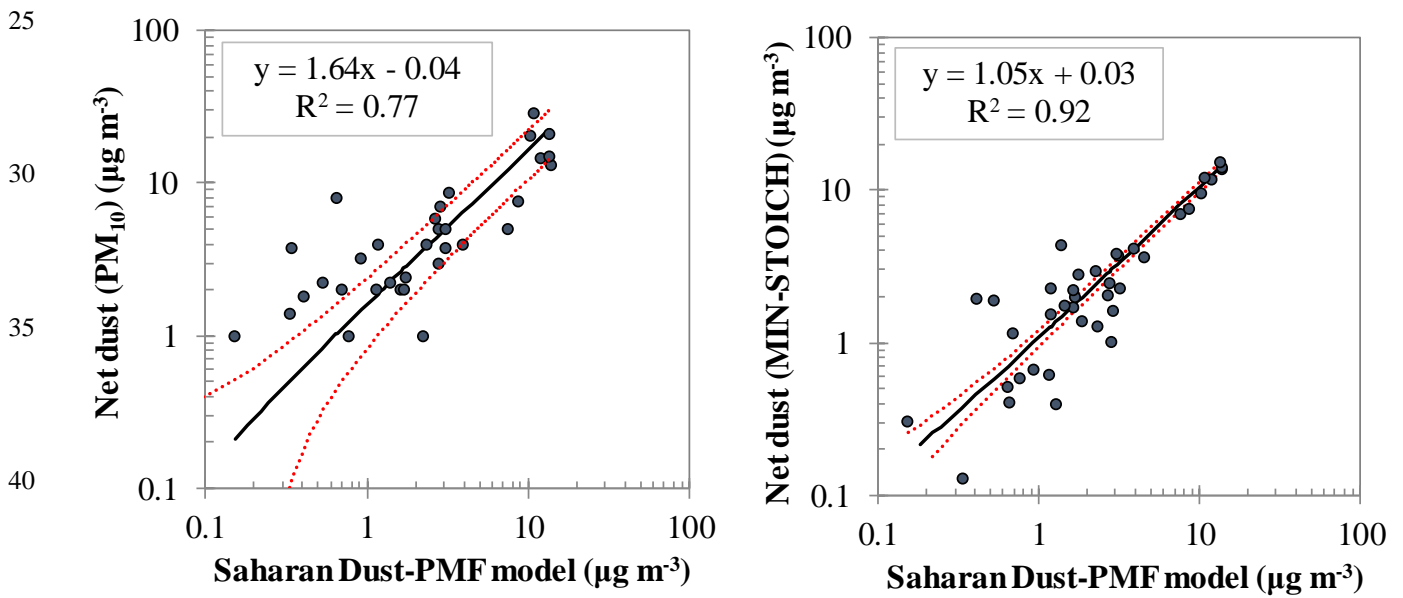 25
30
35
40
100
10
1
0.1
Net dust (PM₁₀) (µg m⁻³)
y = 1.64x - 0.04
R² = 0.77
0.1 1 10 100
Saharan Dust-PMF model (µg m⁻³)
100
10
1
0.1
Net dust (MIN-STOICH) (µg m⁻³)
y = 1.05x + 0.03
R² = 0.92
0.1 1 10 100
Saharan Dust-PMF model (µg m⁻³)